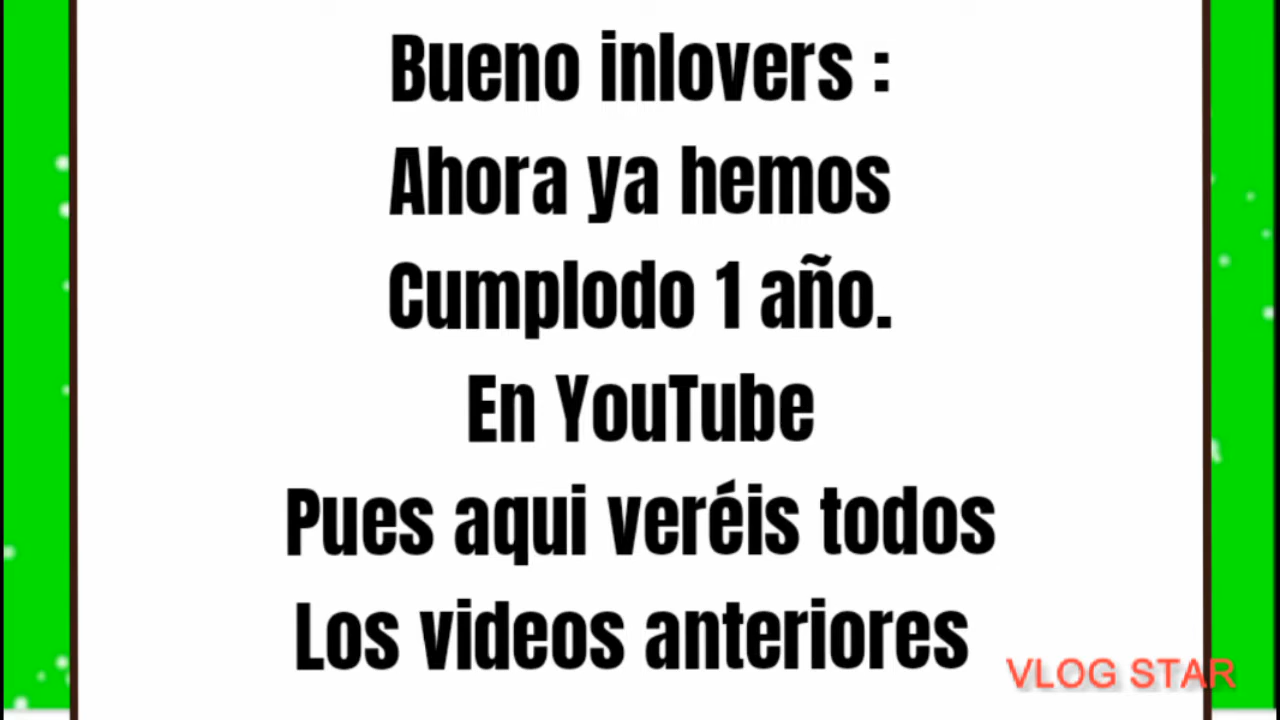 Bueno inlovers :
Ahora ya hemos
Cumplodo 1 año.
En YouTube
Pues aqui veréis todos
Los videos anteriores
VLOG STAR